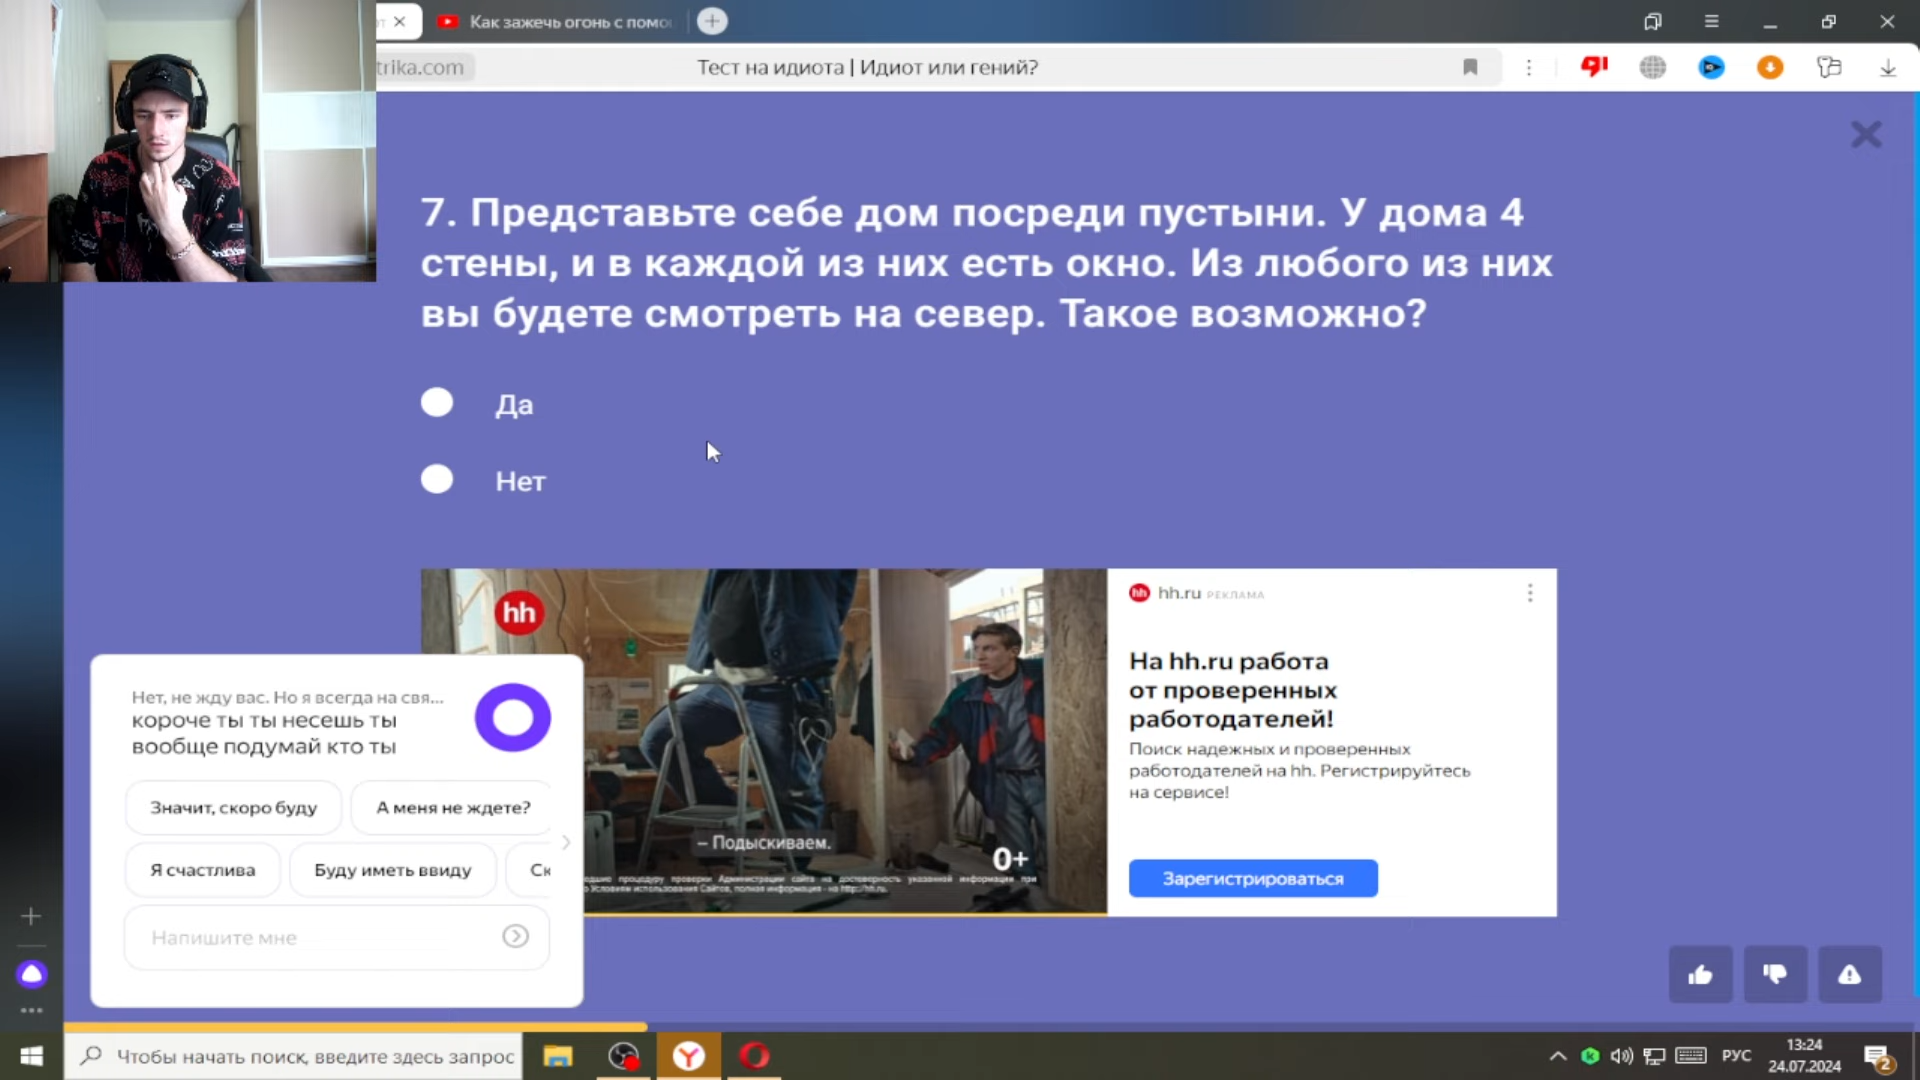 Как зажечь огонь с помо
trika.com
Тест на идиота | Идиот или гений?
7. Представьте себе дом посреди пустыни. У дома 4
стены, и в каждой из них есть окно. Из любого из них
вы будете смотреть на север. Такое возможно?
Да
Нет
hh
– Подыскиваем.
0+
hh.ru РЕКЛАМА
На hh.ru работа
от проверенных
работодателей!
Поиск надежных и проверенных
работодателей на hh. Регистрируйтесь
на сервисе!
Зарегистрироваться
Нет, не жду вас. Но я всегда на свя...
короче ты ты несешь ты
вообще подумай кто ты
Значит, скоро буду
А меня не ждете?
Я счастлива
Буду иметь ввиду
Ск
Напишите мне
Чтобы начать поиск, введите здесь запрос
РУС
13:24
24.07.2024
2